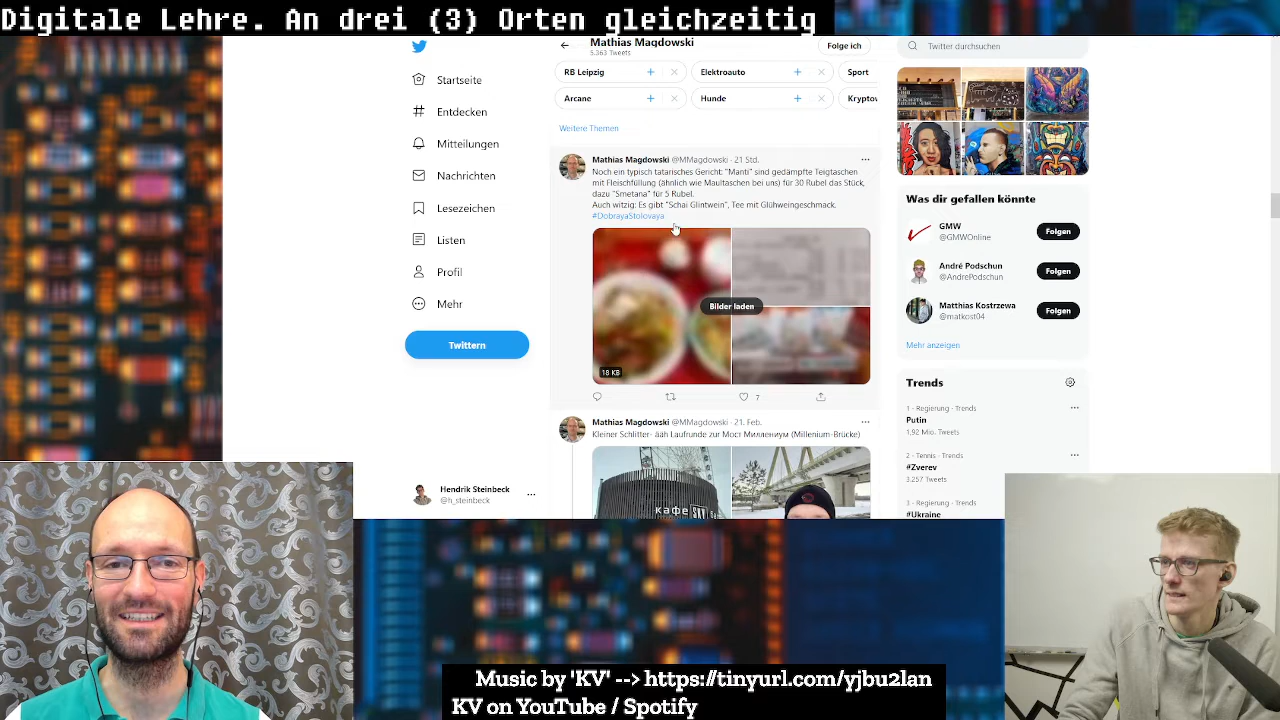 Digitale Lehre. An drei (3) Orten gleichzeitig
Startseite
Entdecken
Mitteilungen
Nachrichten
Lesezeichen
Listen
Profil
Mehr
Twittern
Hendrik Steinbeck
@h_steinbeck
Mathias Magdowski
5.363 Tweets
Folge ich
RB Leipzig
Elektroauto
Sport
Arcane
Hunde
Kryptov
Weitere Themen
Mathias Magdowski @MMagdowski · 21 Std.
Noch ein typisch tatarisches Gericht: "Manti" sind gedämpfte Teigtaschen
mit Fleischfüllung (ähnlich wie Maultaschen bei uns) für 30 Rubel das Stück,
dazu "Smetana" für 5 Rubel.
Auch witzig: Es gibt "Schai Glintwein", Tee mit Glühweingeschmack.
#DobrayaStolovaya
Bilder laden
18 KB
7
Mathias Magdowski @MMagdowski · 21. Feb.
Kleiner Schlitter- ääh Laufrunde zur Мост Миллениум (Millenium-Brücke)
кафе
Twitter durchsuchen
Was dir gefallen könnte
GMW
@GMWOnline
Folgen
André Podschun
@AndrePodschun
Folgen
Matthias Kostrzewa
@matkost04
Folgen
Mehr anzeigen
Trends
1 · Regierung · Trends
Putin
1,92 Mio. Tweets
2 · Tennis · Trends
#Zverev
3.257 Tweets
3 · Regierung · Trends
#Ukraine
Music by 'KV' --> https://tinyurl.com/yjbu2lan
KV on YouTube / Spotify